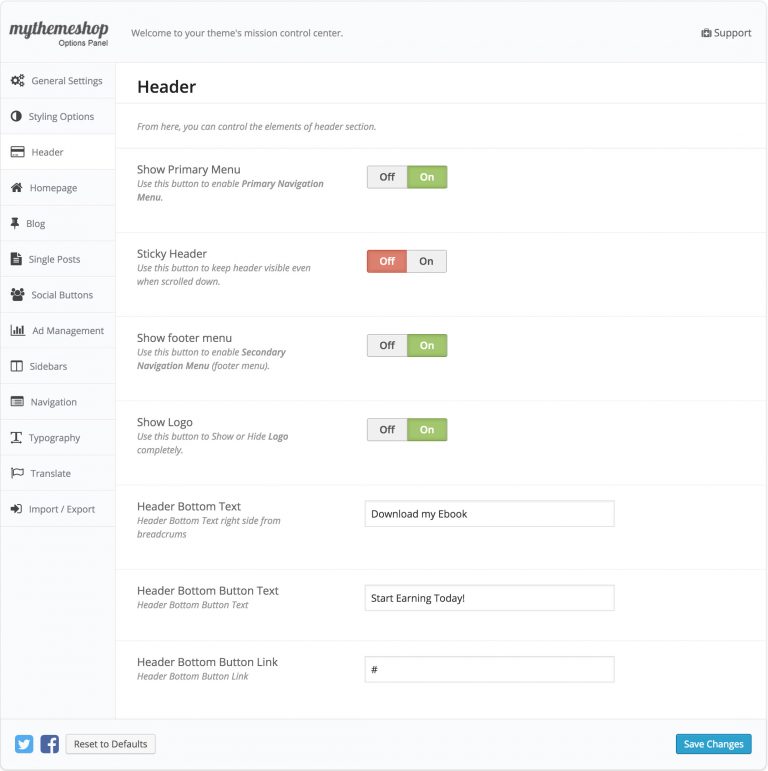 mythemeshop
Options Panel
Welcome to your theme's mission control center.
Support
General Settings
Styling Options
Header
Homepage
Blog
Single Posts
Social Buttons
Ad Management
Sidebars
Navigation
Typography
Translate
Import / Export
Header
From here, you can control the elements of header section.
Show Primary Menu
Use this button to enable Primary Navigation
Menu.
Off On
Sticky Header
Use this button to keep header visible even
when scrolled down.
Off On
Show footer menu
Use this button to enable Secondary
Navigation Menu (footer menu).
Off On
Show Logo
Use this button to Show or Hide Logo
completely.
Off On
Header Bottom Text
Header Bottom Text right side from
breadcrums
Download my Ebook
Header Bottom Button Text
Header Bottom Button Text
Start Earning Today!
Header Bottom Button Link
Header Bottom Button Link
#
Reset to Defaults
Save Changes